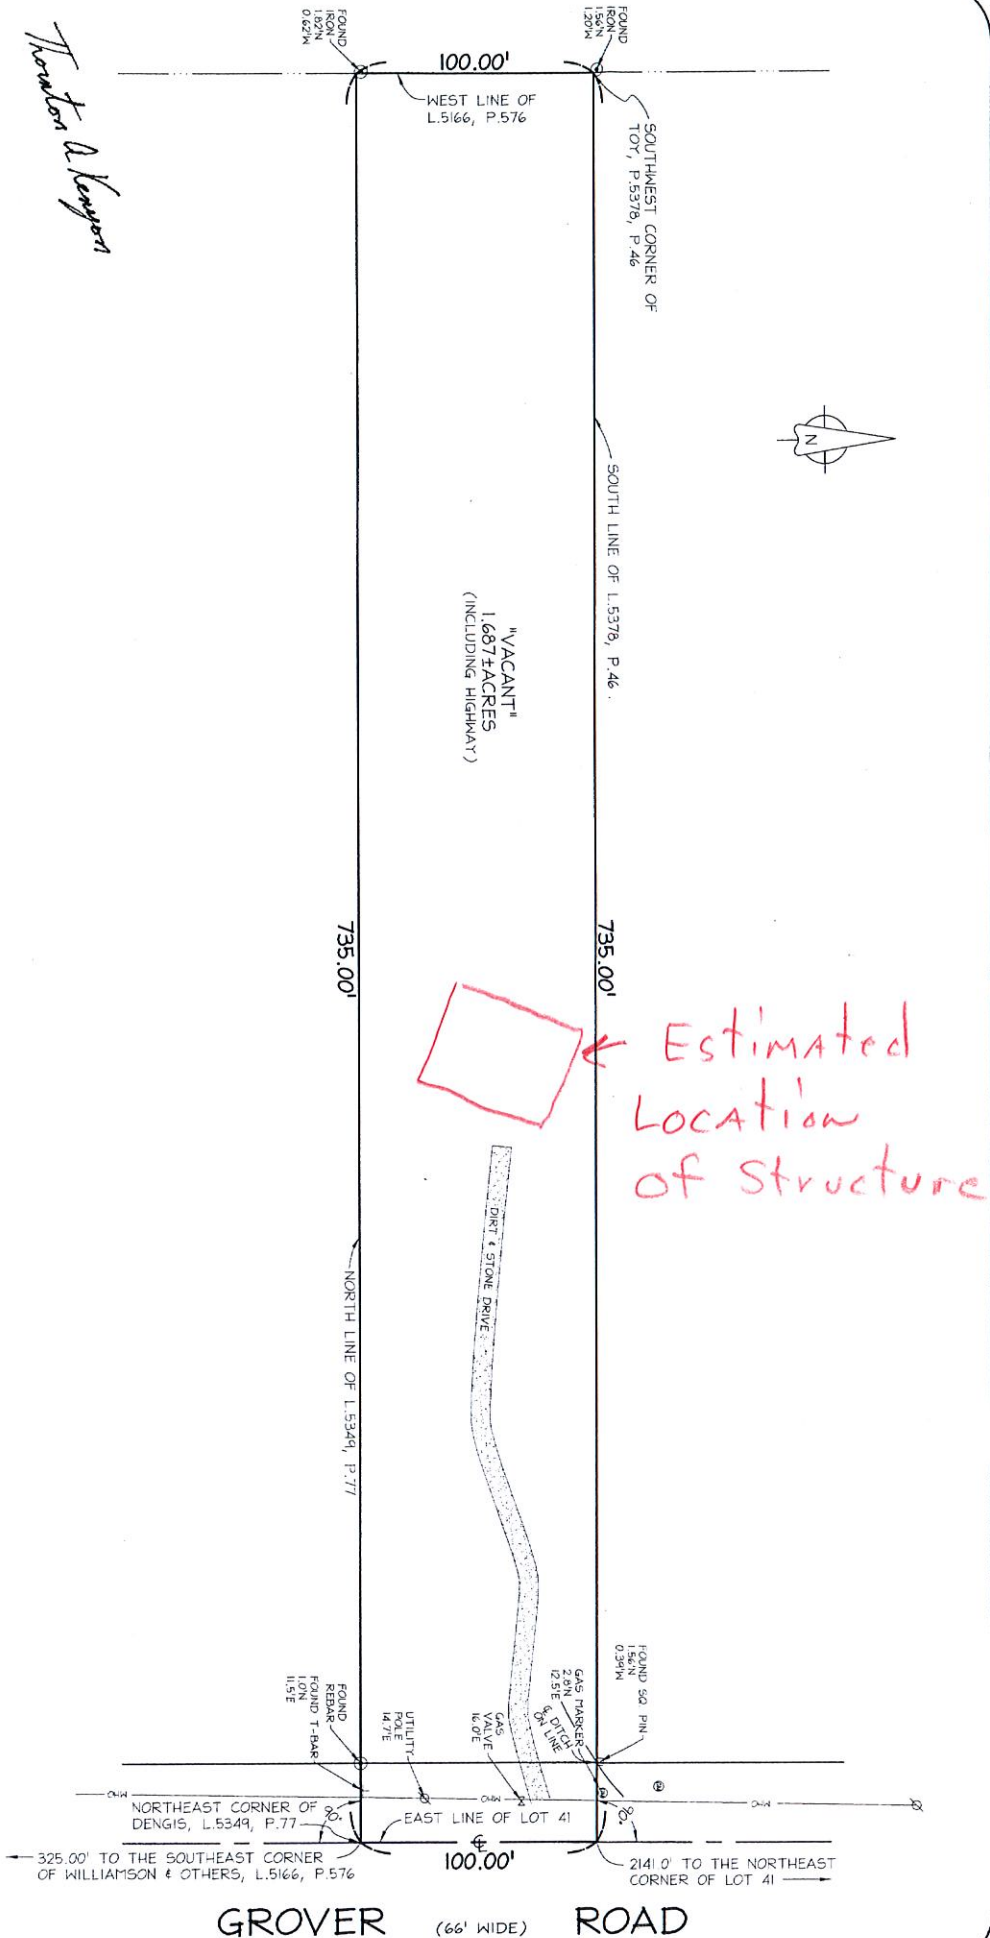 FOUND
IRON
1.82'N
0.62'W
FOUND
IRON
1.56'N
1.20'W
100.00'
WEST LINE OF
L.5166, P.576
Thornton A Kenyon
SOUTHWEST CORNER OF
TOY, P.5378, P.46
N
SOUTH LINE OF L.5378, P.46
"VACANT"
1.687±ACRES
(INCLUDING HIGHWAY)
735.00'
735.00'
Estimated
Location
of Structure
DIRT & STONE DRIVE
NORTH LINE OF L.5349, P.77
FOUND SQ PIN
1.56'N
0.39'W
GAS MARKER
2.8'N
12.5'E
℄ DITCH
ON LINE
GAS
VALVE
16.0'E
UTILITY
POLE
14.7'E
FOUND
REBAR
FOUND T-BAR
1.0'N
11.5'E
OHW
OHW
OHW
NORTHEAST CORNER OF
DENGIS, L.5349, P.77
90°
EAST LINE OF LOT 41
90°
℄
100.00'
325.00' TO THE SOUTHEAST CORNER
OF WILLIAMSON & OTHERS, L.5166, P.576
2141.0' TO THE NORTHEAST
CORNER OF LOT 41
GROVER (66' WIDE) ROAD